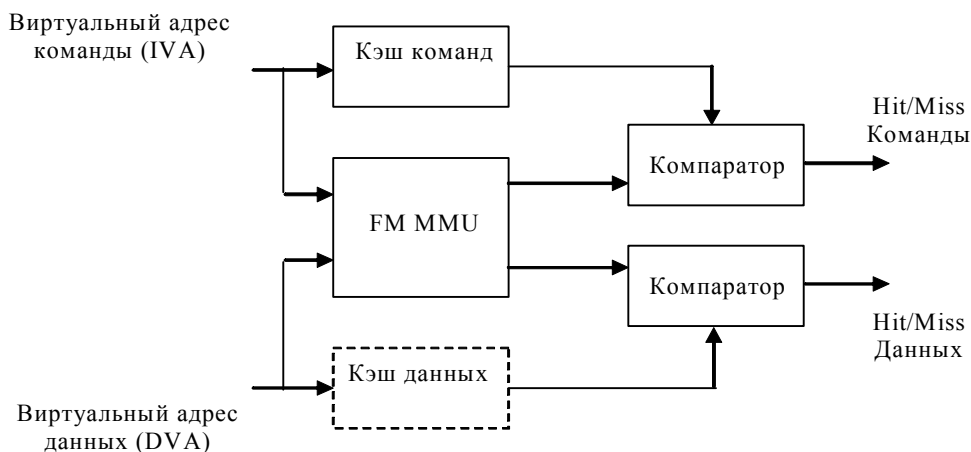 Виртуальный адрес
команды (IVA)
Кэш команд
Hit/Miss
Команды
Компаратор
FM MMU
Компаратор
Hit/Miss
Данных
Кэш данных
Виртуальный адрес
данных (DVA)